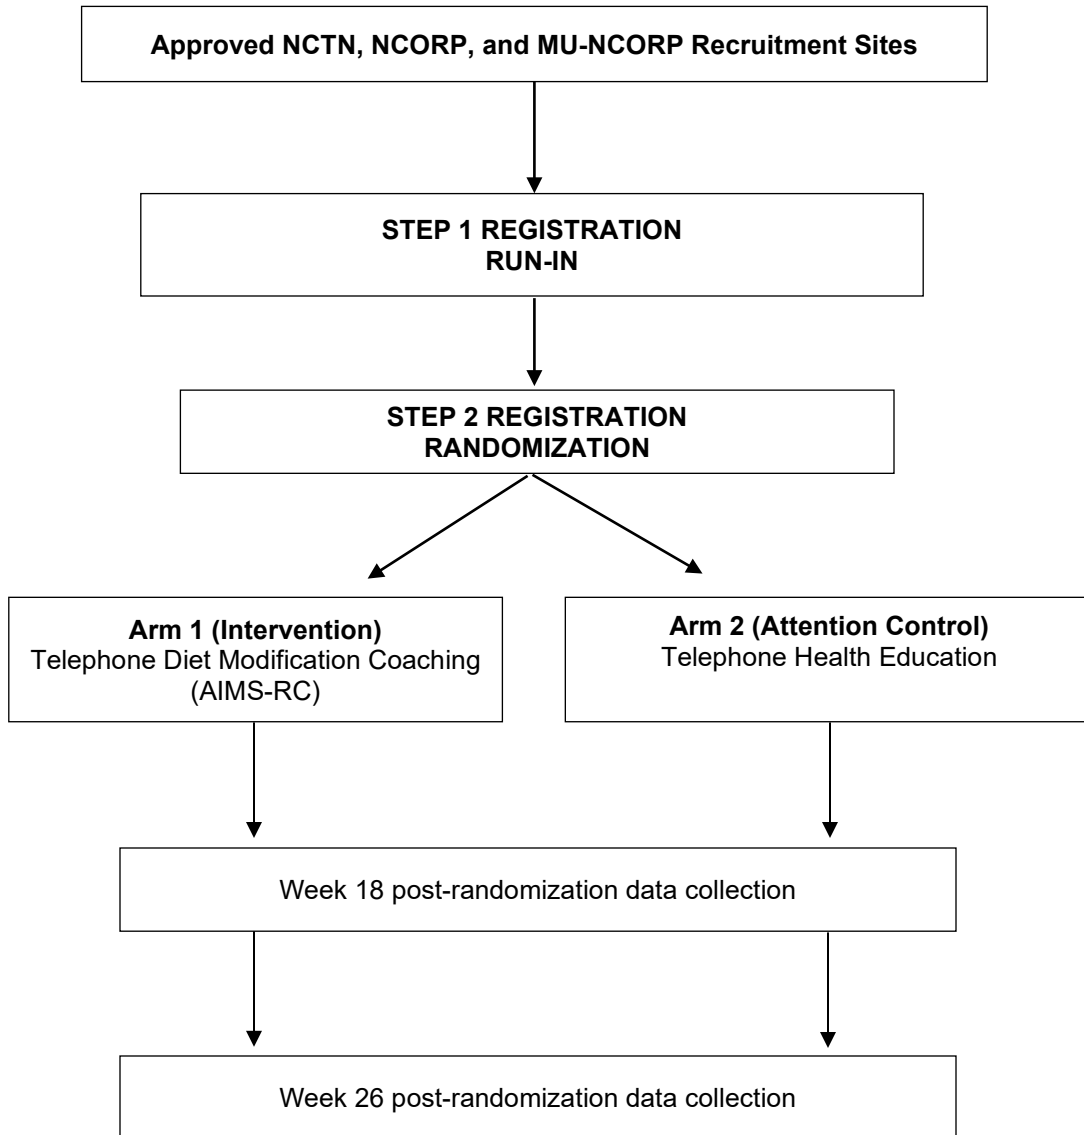 Approved NCTN, NCORP, and MU-NCORP Recruitment Sites
STEP 1 REGISTRATION
RUN-IN
STEP 2 REGISTRATION
RANDOMIZATION
Arm 1 (Intervention)
Telephone Diet Modification Coaching
(AIMS-RC)
Arm 2 (Attention Control)
Telephone Health Education
Week 18 post-randomization data collection
Week 26 post-randomization data collection